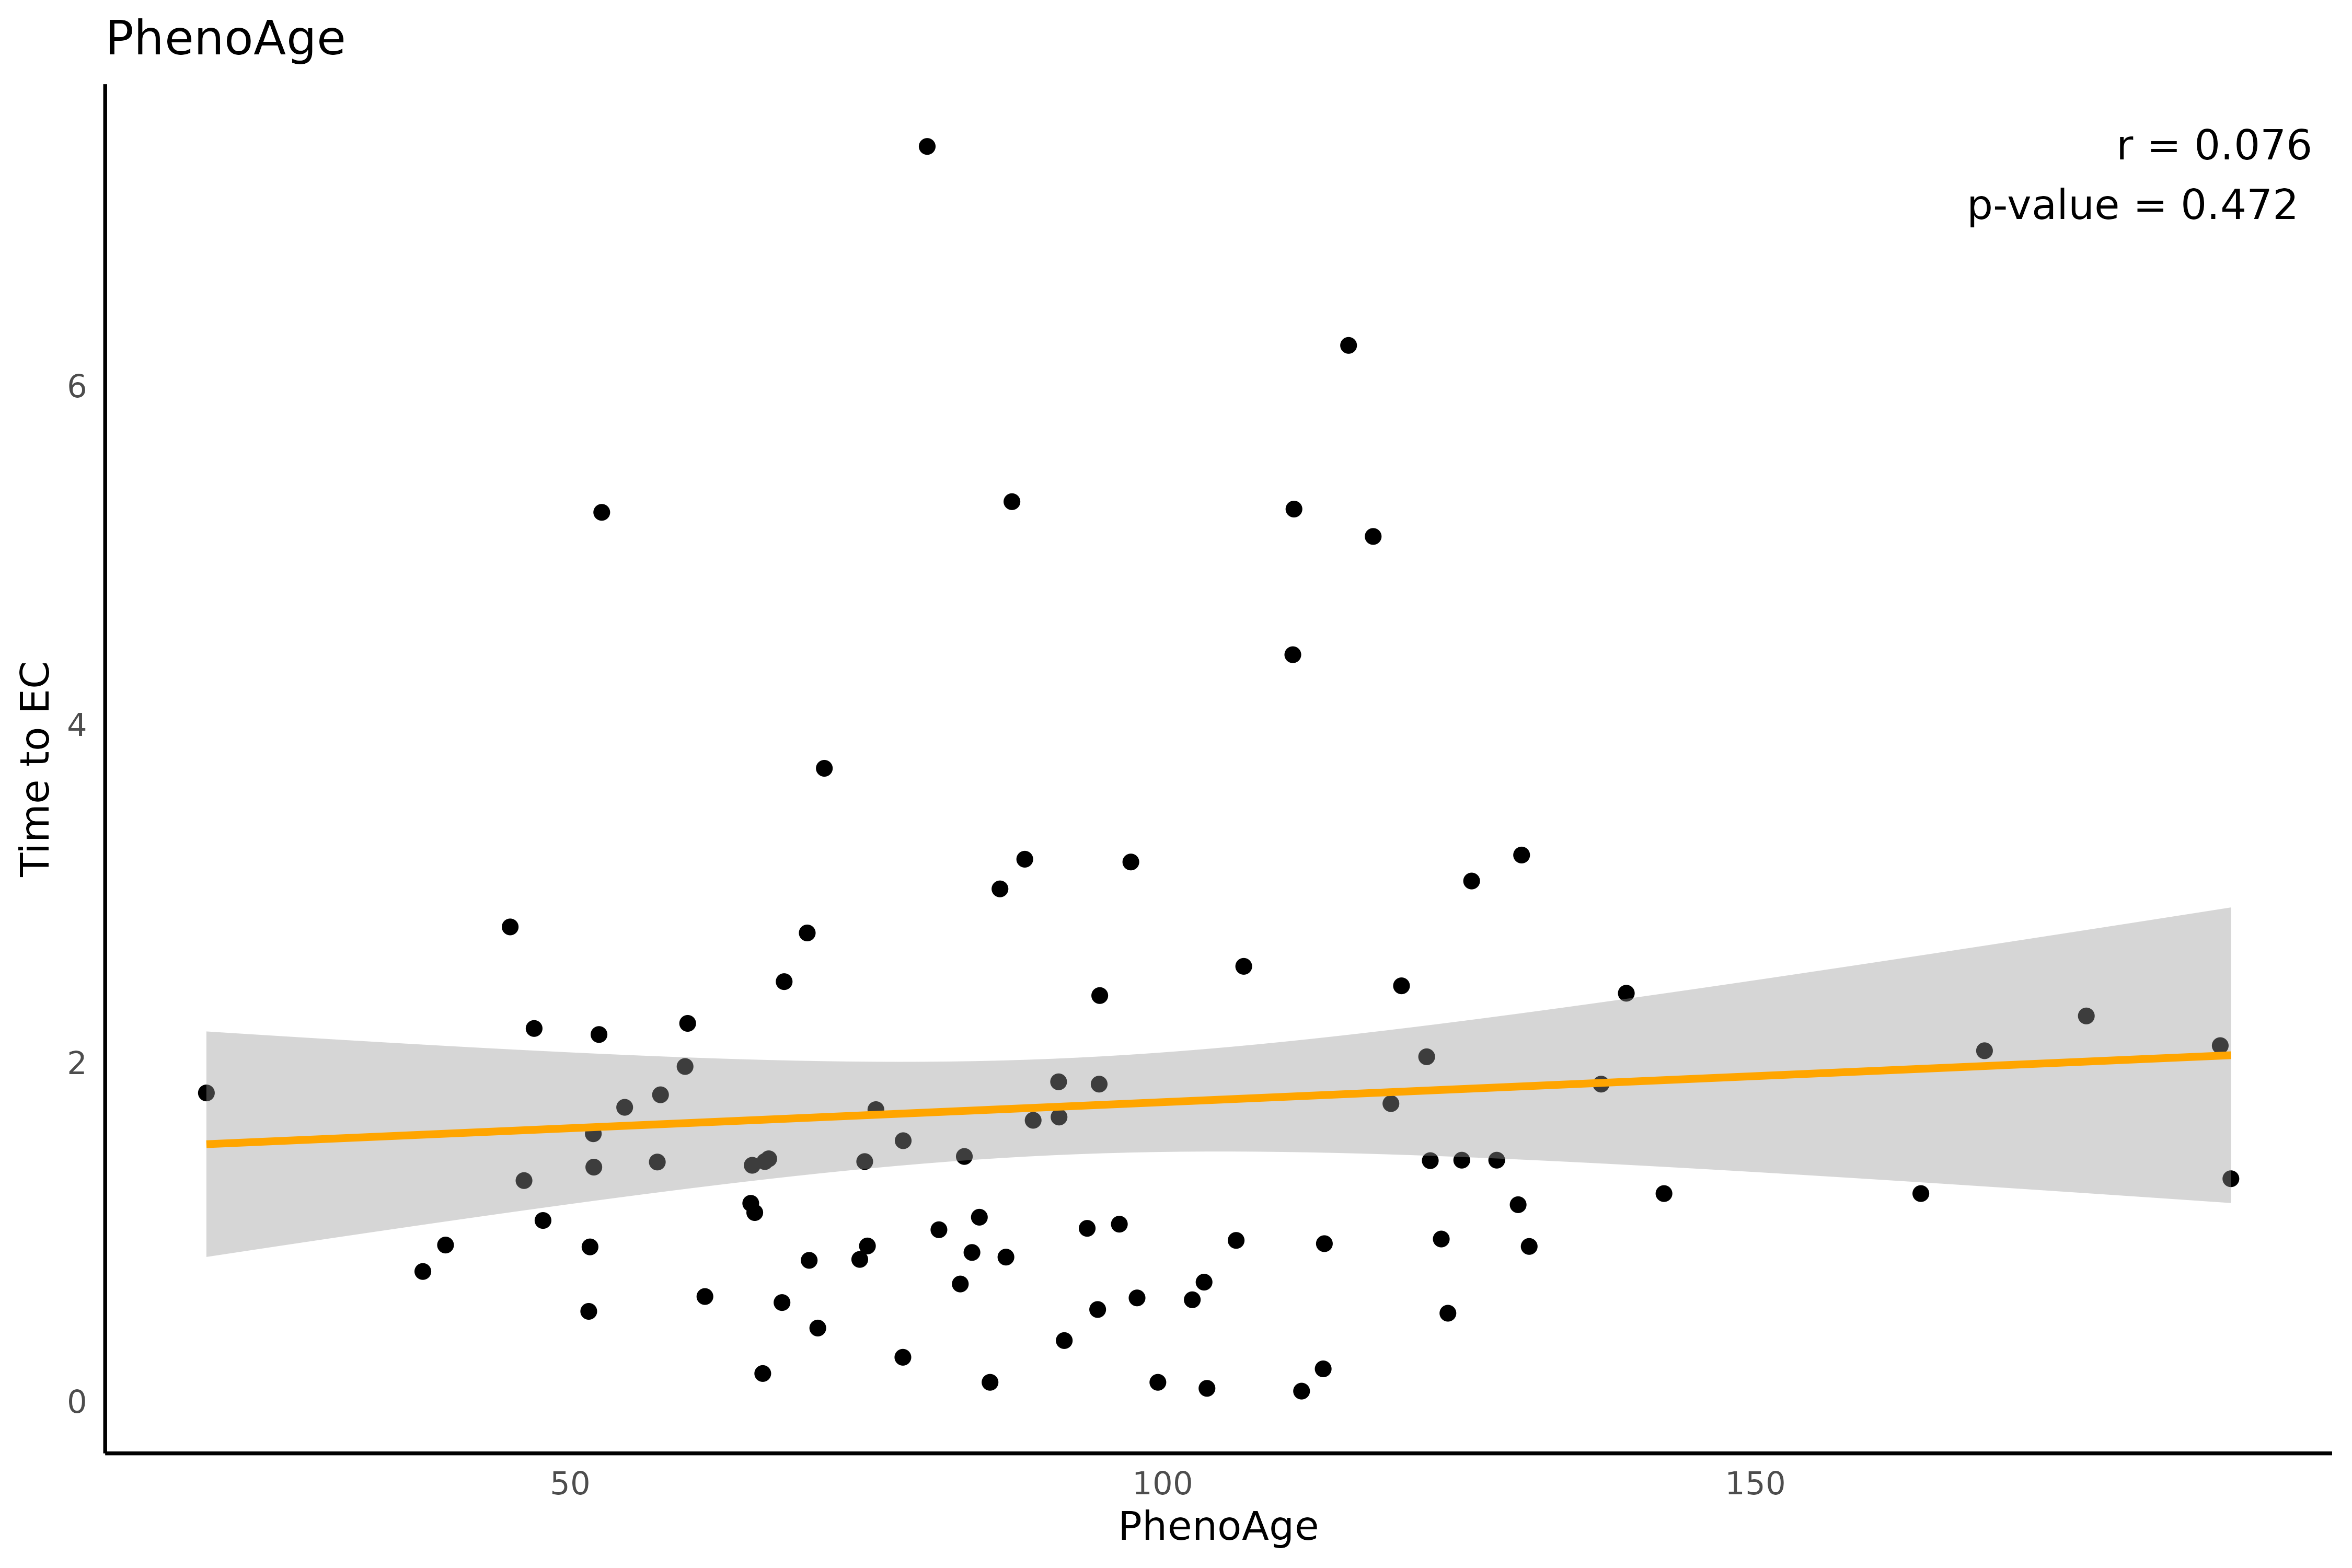 PhenoAge
r = 0.076
p-value = 0.472
Time to EC
6
4
2
0
50 100 150
PhenoAge